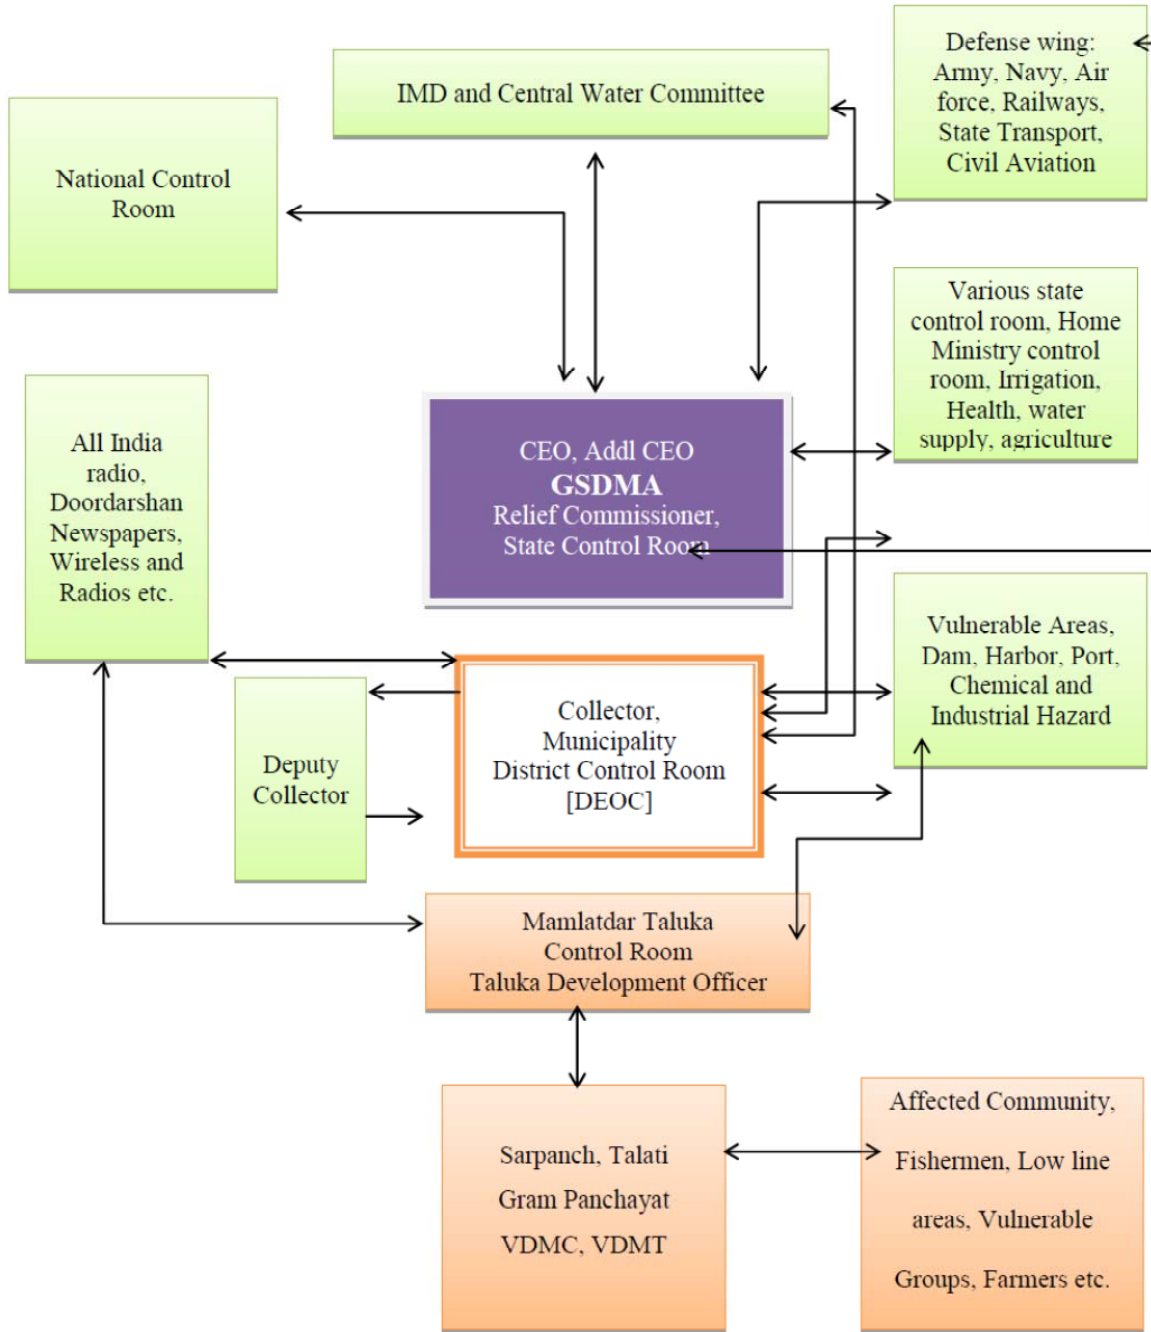 IMD and Central Water Committee
Defense wing:
Army, Navy, Air
force, Railways,
State Transport,
Civil Aviation
National Control
Room
Various state
control room, Home
Ministry control
room, Irrigation,
Health, water
supply, agriculture
All India
radio,
Doordarshan
Newspapers,
Wireless and
Radios etc.
CEO, Addl CEO
GSDMA
Relief Commissioner,
State Control Room
Vulnerable Areas,
Dam, Harbor, Port,
Chemical and
Industrial Hazard
Collector,
Municipality
District Control Room
[DEOC]
Deputy
Collector
Mamlatdar Taluka
Control Room
Taluka Development Officer
Sarpanch, Talati
Gram Panchayat
VDMC, VDMT
Affected Community,
Fishermen, Low line
areas, Vulnerable
Groups, Farmers etc.